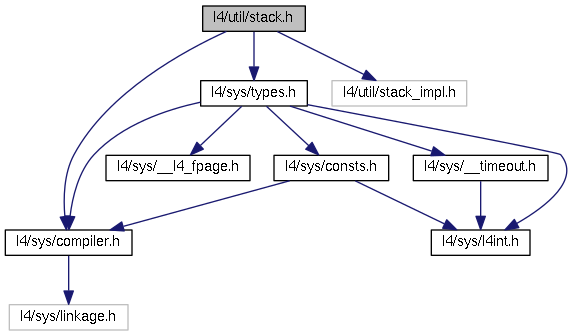 l4/util/stack.h
l4/sys/types.h
l4/util/stack_impl.h
l4/sys/__l4_fpage.h
l4/sys/consts.h
l4/sys/__timeout.h
l4/sys/compiler.h
l4/sys/l4int.h
l4/sys/linkage.h